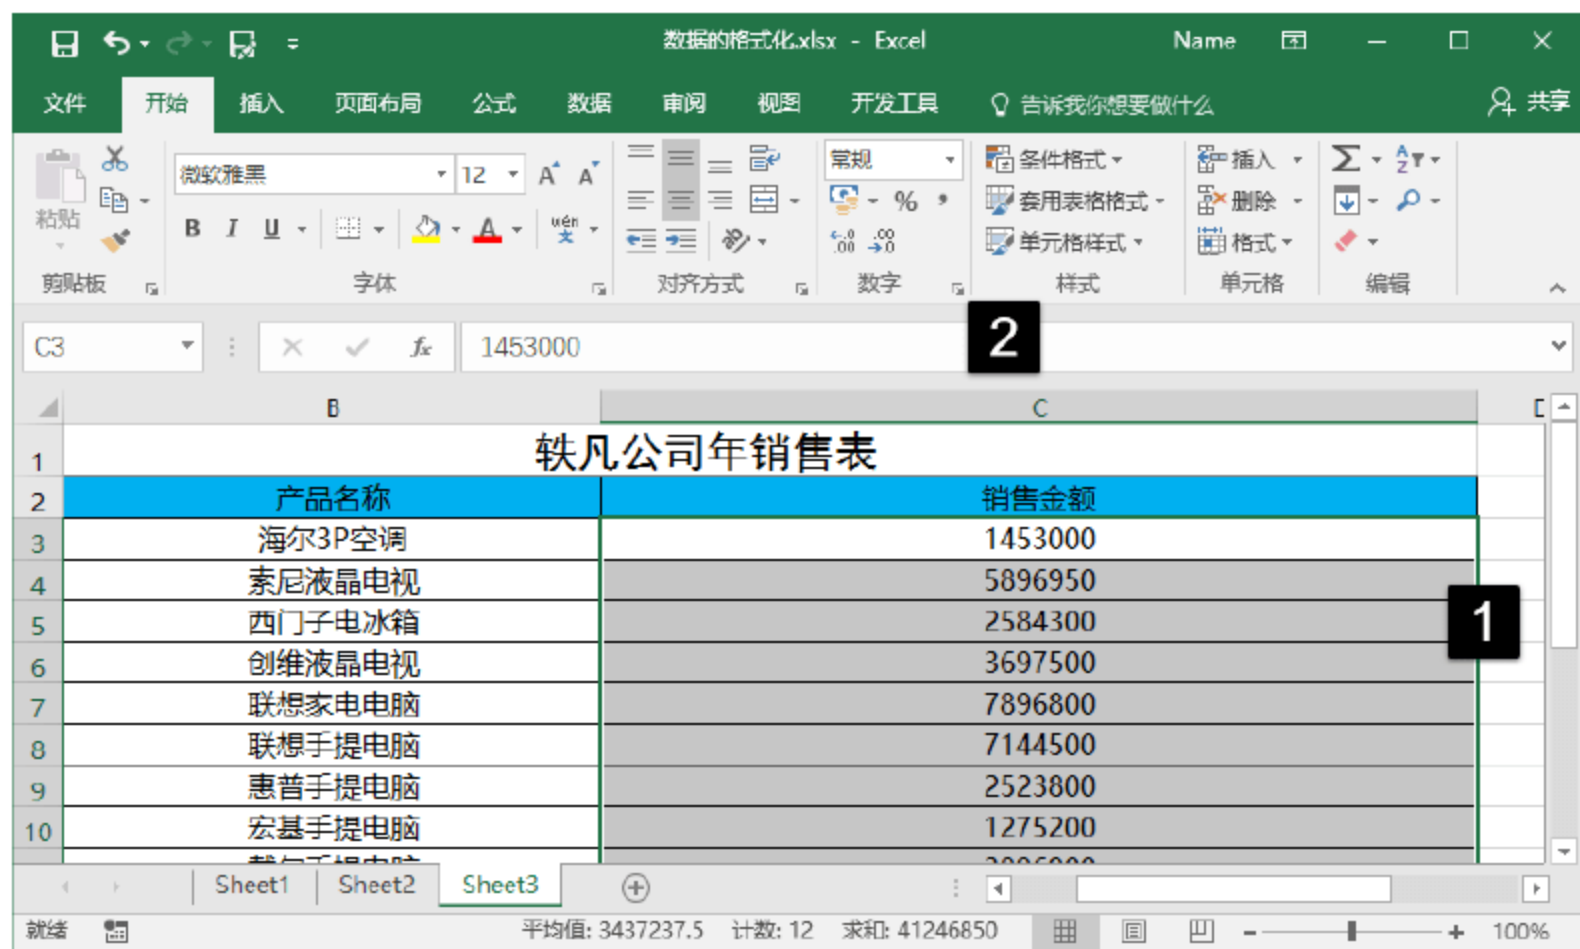 数据的格式化.xlsx - Excel Name
文件 开始 插入 页面布局 公式 数据 审阅 视图 开发工具 告诉我你想要做什么 共享
粘贴
剪贴板
微软雅黑 12 A A
B I U A wén 文
字体
对齐方式
常规
% ,
.0 .00 .00 .0
数字
条件格式
套用表格格式
单元格样式
样式
插入
删除
格式
单元格
Σ A Z
编辑
C3 fx 1453000
2
B C
1 轶凡公司年销售表
2 产品名称 销售金额
3 海尔3P空调 1453000
4 索尼液晶电视 5896950
5 西门子电冰箱 2584300
1
6 创维液晶电视 3697500
7 联想家电电脑 7896800
8 联想手提电脑 7144500
9 惠普手提电脑 2523800
10 宏基手提电脑 1275200
Sheet1 Sheet2 Sheet3
就绪 平均值: 3437237.5 计数: 12 求和: 41246850 100%